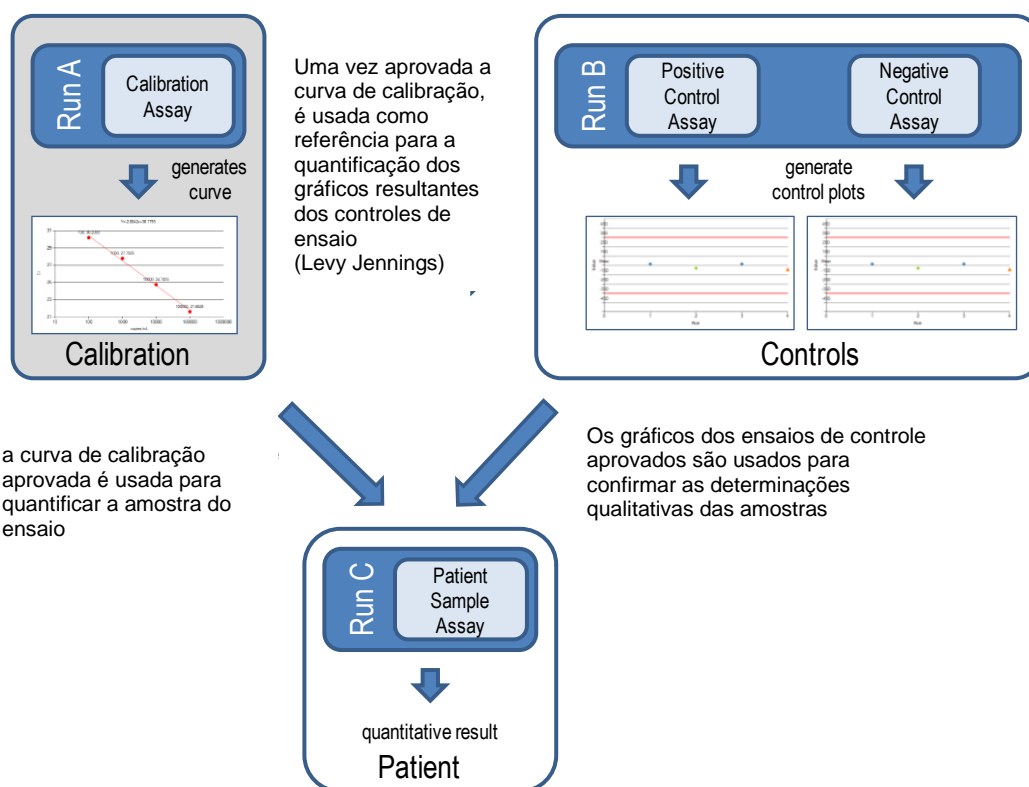 Run A
Calibration
Assay
generates
curve
Calibration
Uma vez aprovada a
curva de calibração,
é usada como
referência para a
quantificação dos
gráficos resultantes
dos controles de
ensaio
(Levy Jennings)
Run B
Positive
Control
Assay
Negative
Control
Assay
generate
control plots
Controls
a curva de calibração
aprovada é usada para
quantificar a amostra do
ensaio
Os gráficos dos ensaios de controle
aprovados são usados para
confirmar as determinações
qualitativas das amostras
Run C
Patient
Sample
Assay
quantitative result
Patient